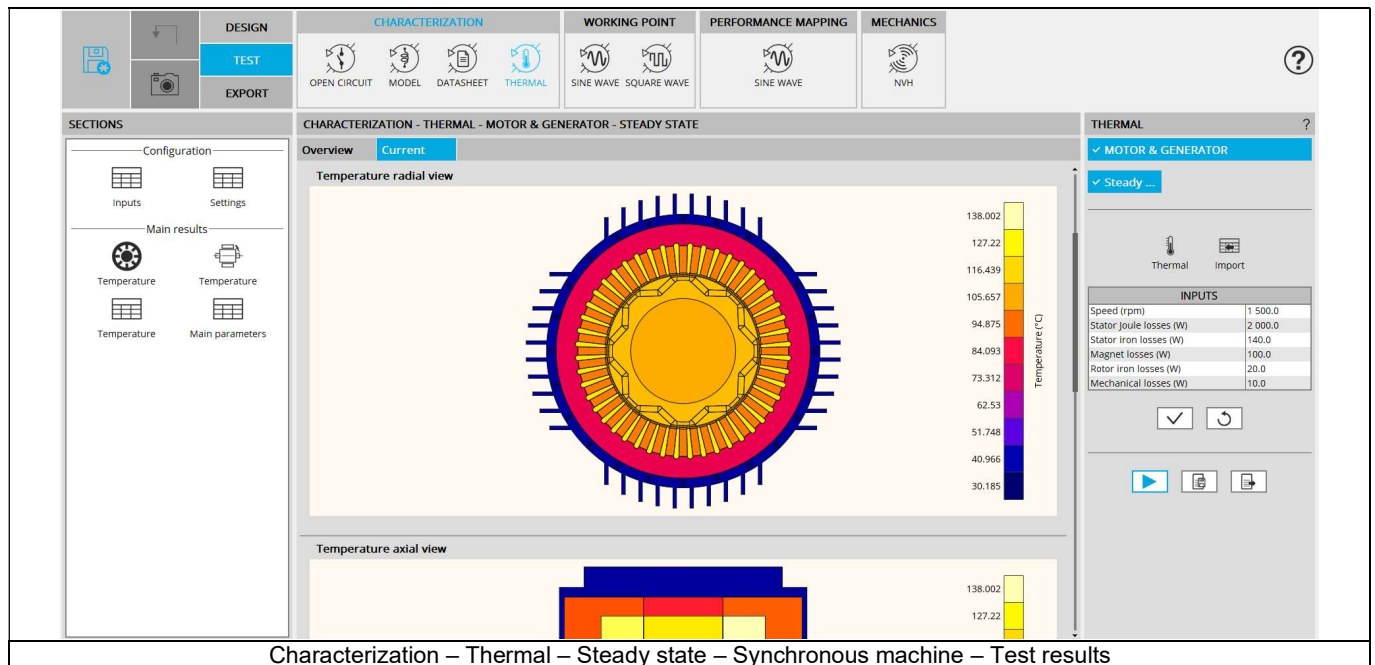 DESIGN
TEST
EXPORT
CHARACTERIZATION
OPEN CIRCUIT MODEL DATASHEET THERMAL
WORKING POINT
SINE WAVE SQUARE WAVE
PERFORMANCE MAPPING
SINE WAVE
MECHANICS
NVH
?
SECTIONS
Configuration
Inputs Settings
Main results
Temperature Temperature
Temperature Main parameters
CHARACTERIZATION - THERMAL - MOTOR & GENERATOR - STEADY STATE
Overview Current
Temperature radial view
138.002
127.22
116.439
105.657
94.875
84.093
73.312
62.53
51.748
40.966
30.185
Temperature (°C)
Temperature axial view
138.002
127.22
THERMAL ?
MOTOR & GENERATOR
Steady ...
Thermal Import
INPUTS
Speed (rpm) 1 500.0
Stator Joule losses (W) 2 000.0
Stator iron losses (W) 140.0
Magnet losses (W) 100.0
Rotor iron losses (W) 20.0
Mechanical losses (W) 10.0
Characterization – Thermal – Steady state – Synchronous machine – Test results